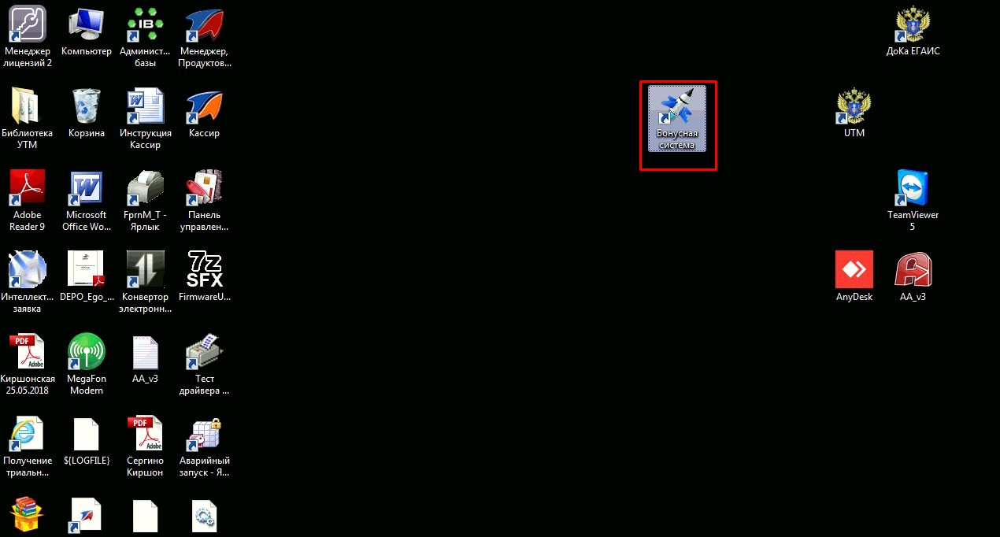 Менеджер
лицензий 2
Компьютер
IB
Админист...
базы
Менеджер,
Продуктов...
ДоКа ЕГАИС
Библиотека
УТМ
Корзина
Инструкция
Кассир
Кассир
Бонусная
система
UTM
Adobe
Reader 9
Microsoft
Office Wo...
FprnM_T -
Ярлык
Панель
управлен...
TeamViewer
5
Интеллект...
заявка
DEPO_Ego_...
Конвертор
электронн...
7z
SFX
FirmwareU...
AnyDesk
AA_v3
PDF
Adobe
Киршонская
25.05.2018
MegaFon
Modem
AA_v3
Тест
драйвера ...
Получение
триальн...
${LOGFILE}
PDF
Adobe
Сергино
Киршон
Аварийный
запуск - Я...